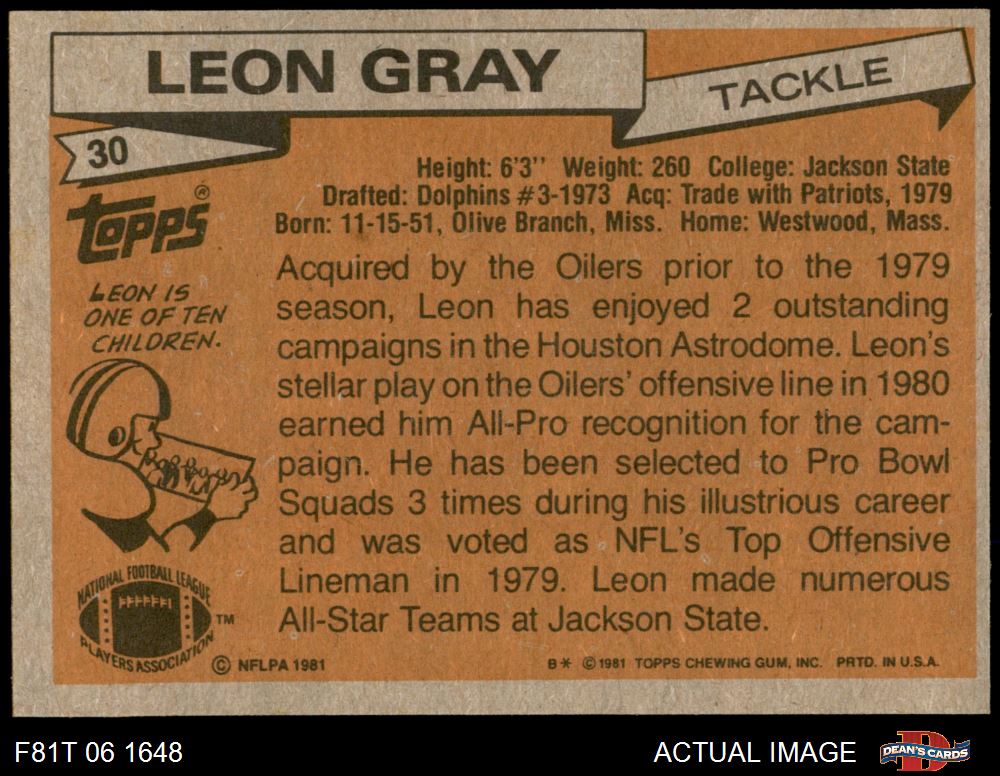 LEON GRAY
TACKLE
30
Height: 6'3'' Weight: 260 College: Jackson State
Drafted: Dolphins #3-1973 Acq: Trade with Patriots, 1979
Born: 11-15-51, Olive Branch, Miss. Home: Westwood, Mass.
TOPPS®
LEON IS
ONE OF TEN
CHILDREN.
Acquired by the Oilers prior to the 1979
season, Leon has enjoyed 2 outstanding
campaigns in the Houston Astrodome. Leon's
stellar play on the Oilers' offensive line in 1980
earned him All-Pro recognition for the cam-
paign. He has been selected to Pro Bowl
Squads 3 times during his illustrious career
and was voted as NFL's Top Offensive
Lineman in 1979. Leon made numerous
All-Star Teams at Jackson State.
NATIONAL FOOTBALL LEAGUE
PLAYERS ASSOCIATION
™
© NFLPA 1981
B* © 1981 TOPPS CHEWING GUM, INC. PRTD. IN U.S.A.
F81T 06 1648
ACTUAL IMAGE
D
DEAN'S CARDS